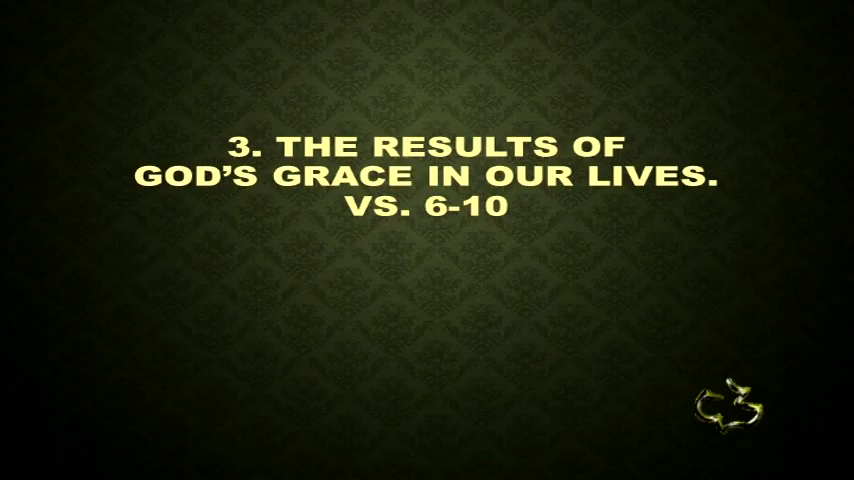 3. THE RESULTS OF
GOD’S GRACE IN OUR LIVES.
VS. 6-10